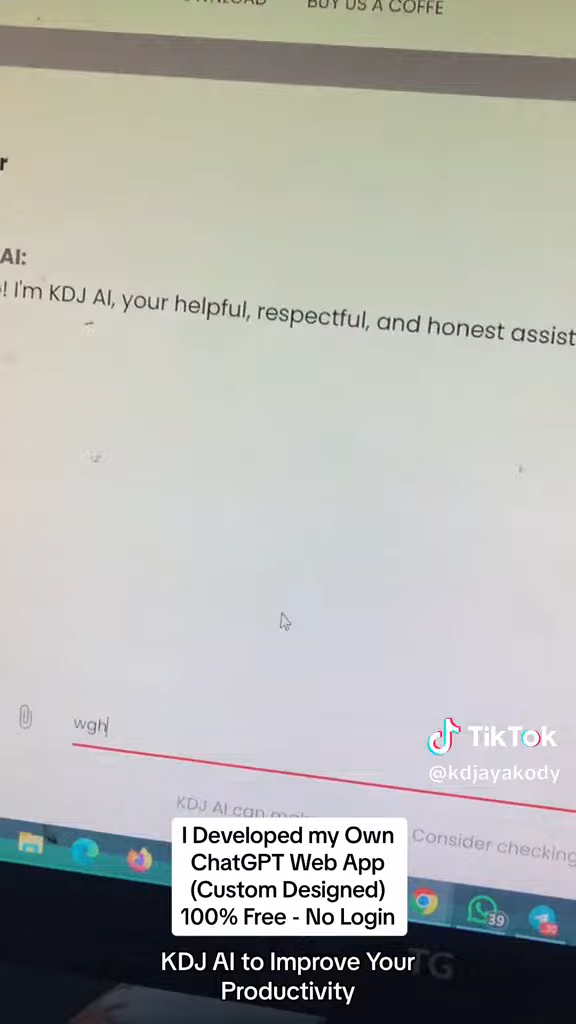 BUY US A COFFE
AI:
! I'm KDJ AI, your helpful, respectful, and honest assist
wgh
TikTok
@kdjayakody
KDJ AI can
Consider checking
I Developed my Own
ChatGPT Web App
(Custom Designed)
100% Free - No Login
39
KDJ AI to Improve Your
Productivity